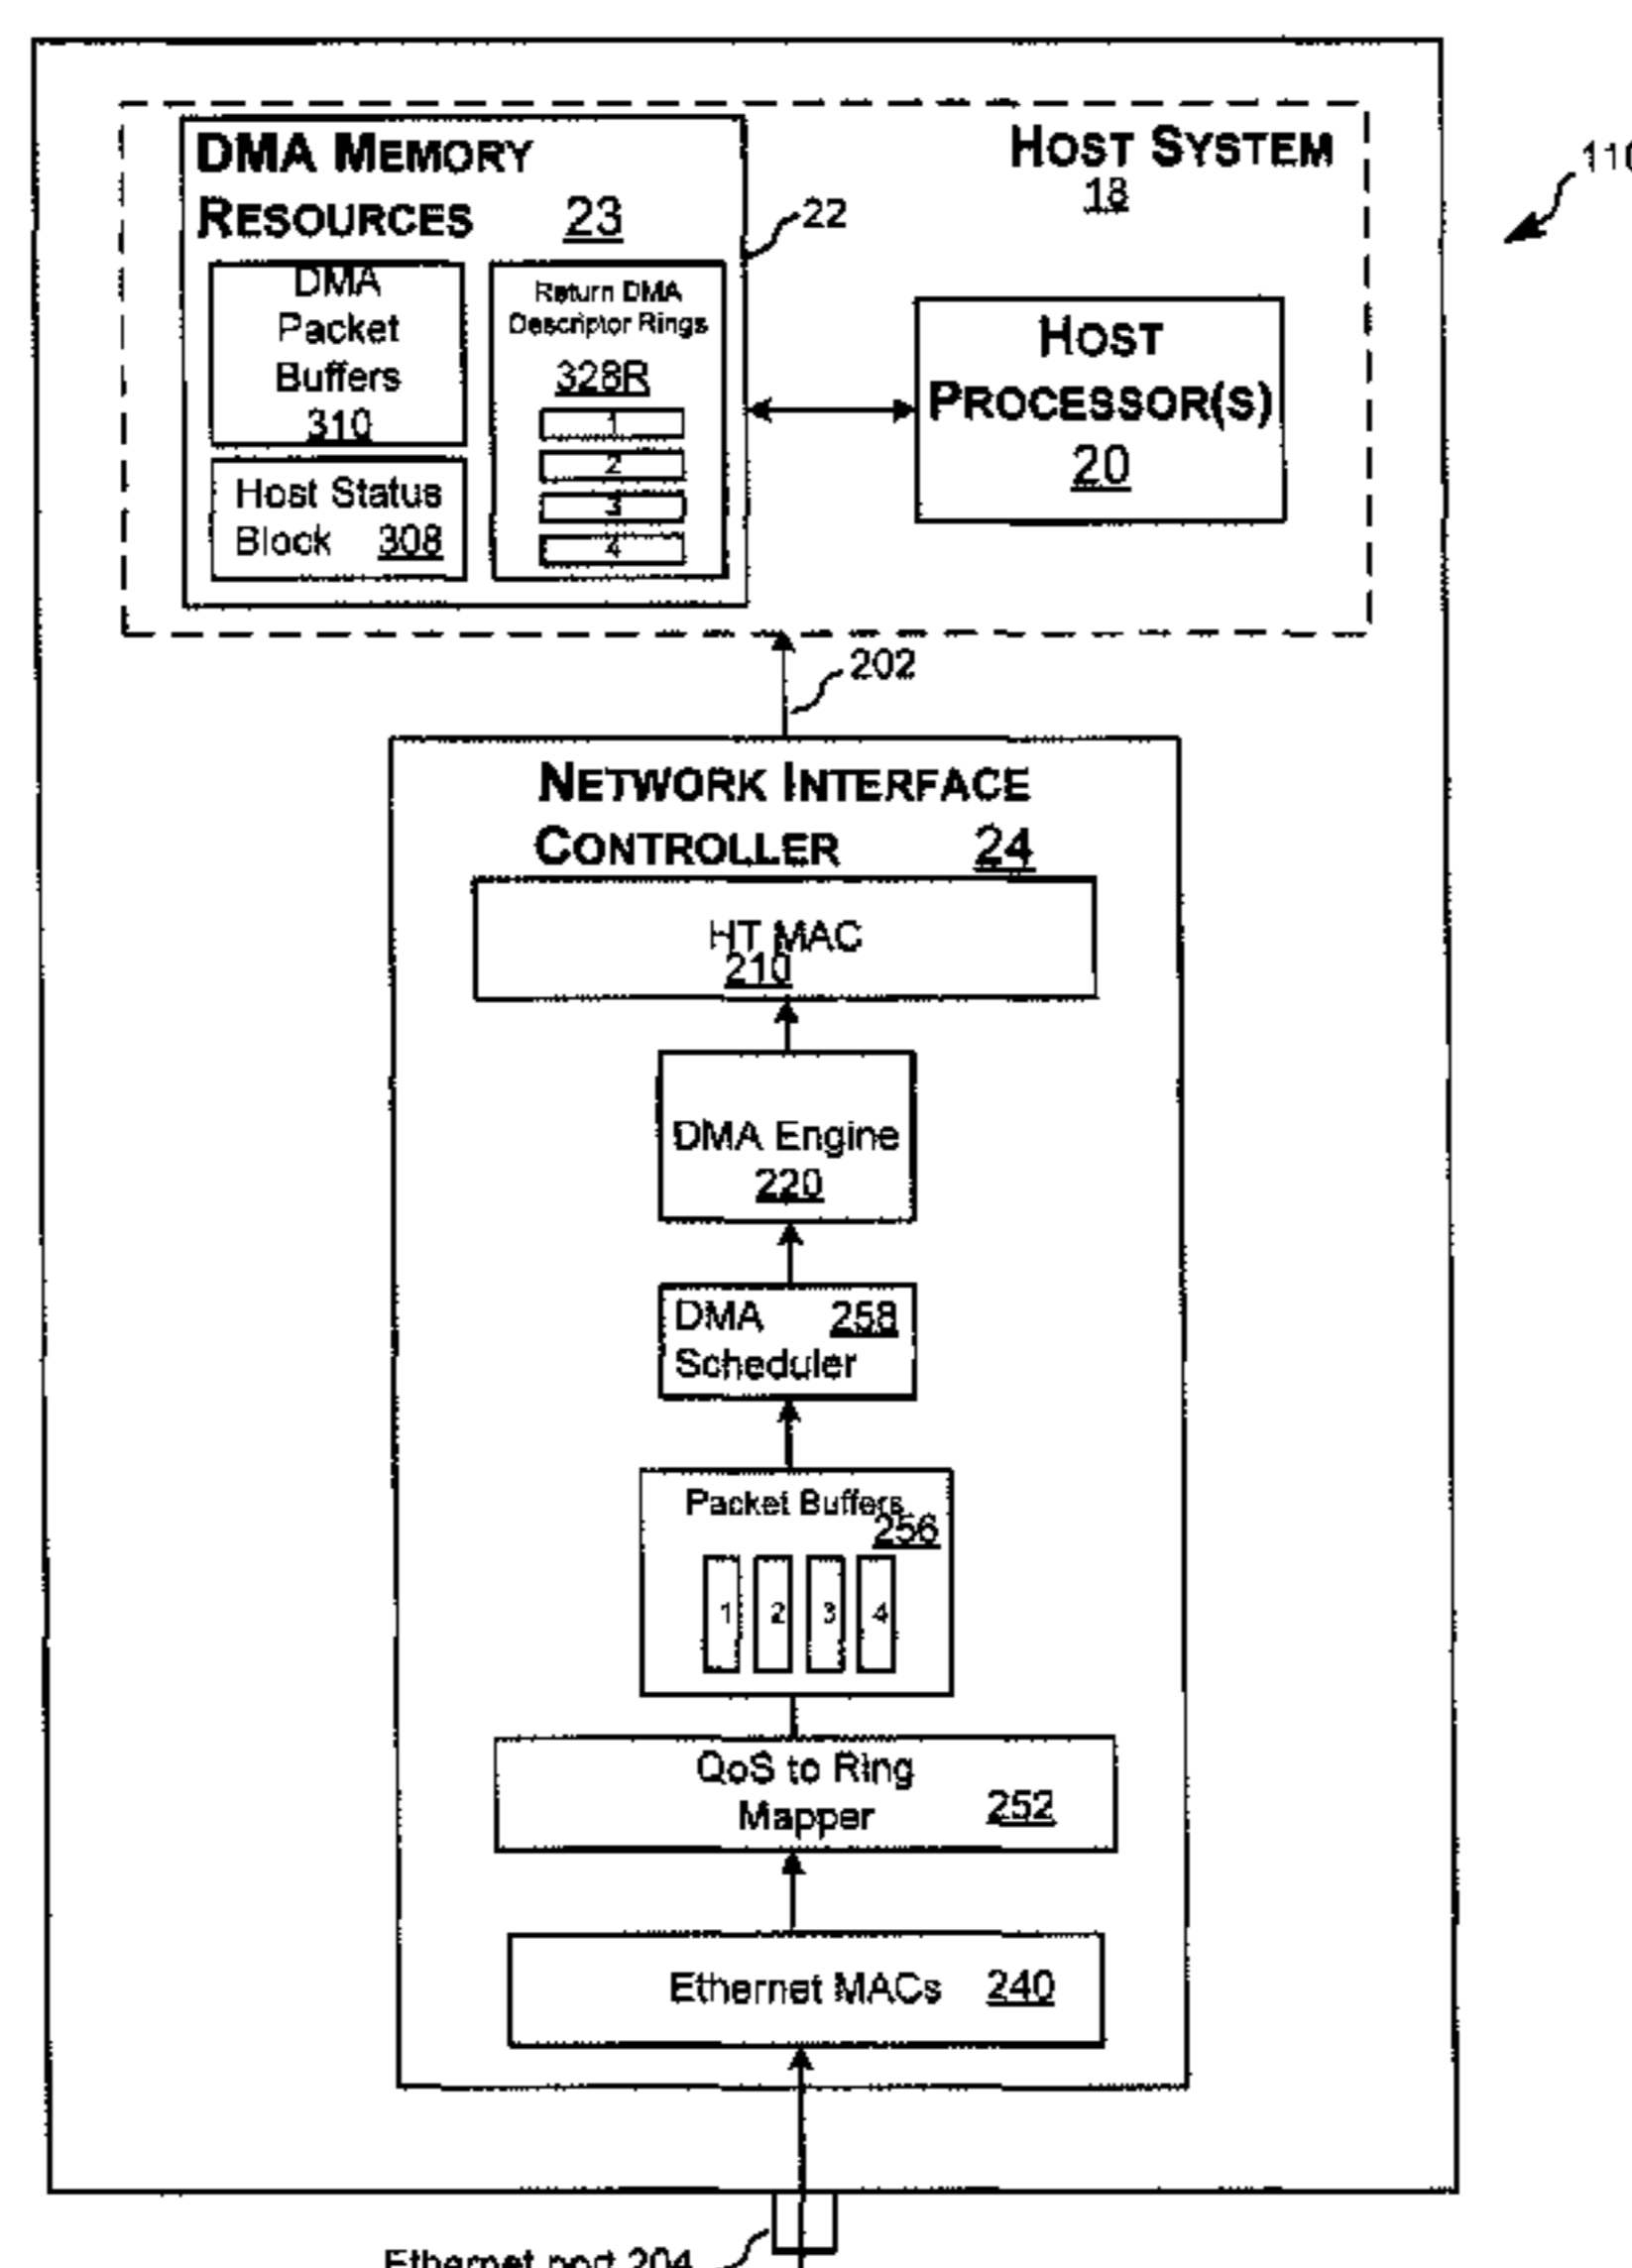 DMA MEMORY
RESOURCES 23
HOST SYSTEM
18
110
22
DMA
Packet
Buffers
310
Host Status
Block 308
Return DMA
Descriptor Rings
328R
1
2
3
4
HOST
PROCESSOR(S)
20
202
NETWORK INTERFACE
CONTROLLER 24
HT MAC
210
DMA Engine
220
DMA 258
Scheduler
Packet Buffers
256
1 2 3 4
QoS to Ring
Mapper 252
Ethernet MACs 240
Ethernet port 204